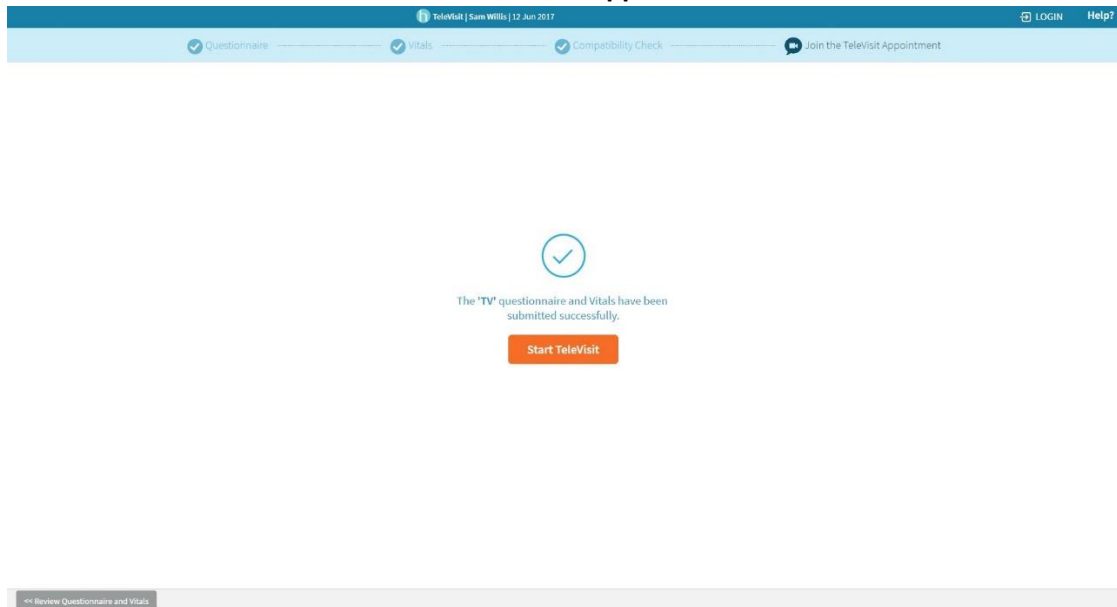 TeleVisit | Sam Willis | 12 Jun 2017
LOGIN
Help?
Questionnaire
Vitals
Compatibility Check
Join the TeleVisit Appointment
The 'TV' questionnaire and Vitals have been
submitted successfully.
Start TeleVisit
<< Review Questionnaire and Vitals